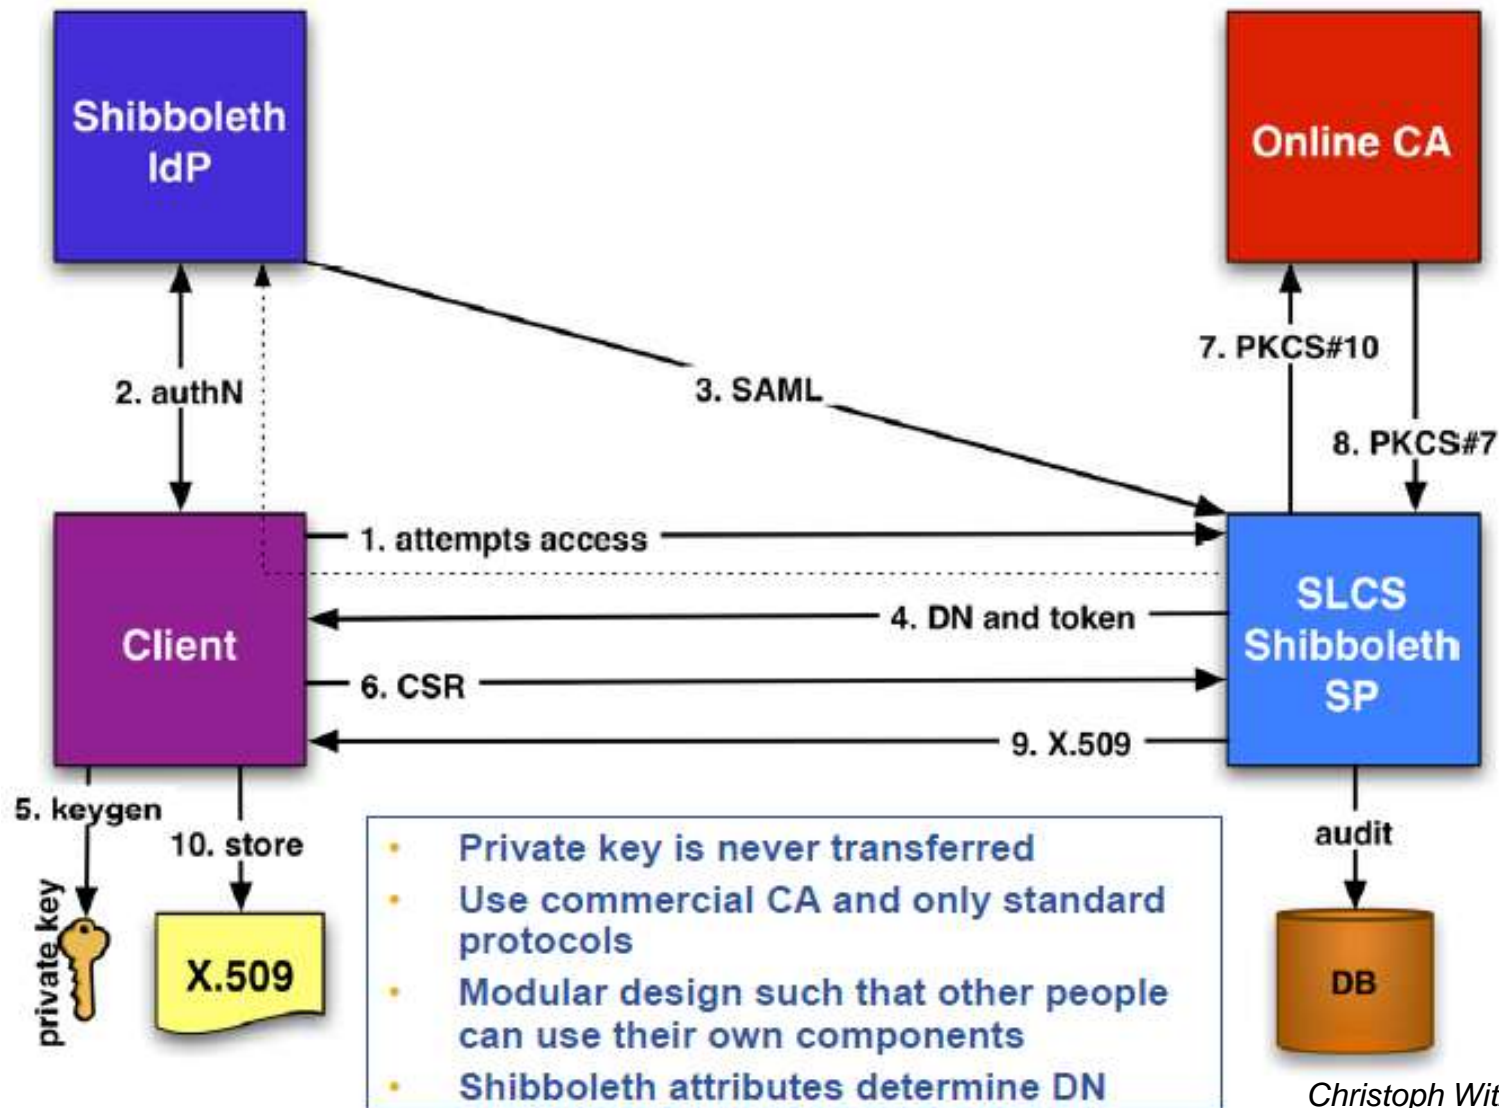 Shibboleth
IdP
Online CA
7. PKCS#10
2. authN
3. SAML
8. PKCS#7
1. attempts access
SLCS
Shibboleth
SP
4. DN and token
Client
6. CSR
9. X.509
5. keygen
10. store
audit
private key
X.509
DB
• Private key is never transferred
• Use commercial CA and only standard
protocols
• Modular design such that other people
can use their own components
• Shibboleth attributes determine DN
Christoph Wit